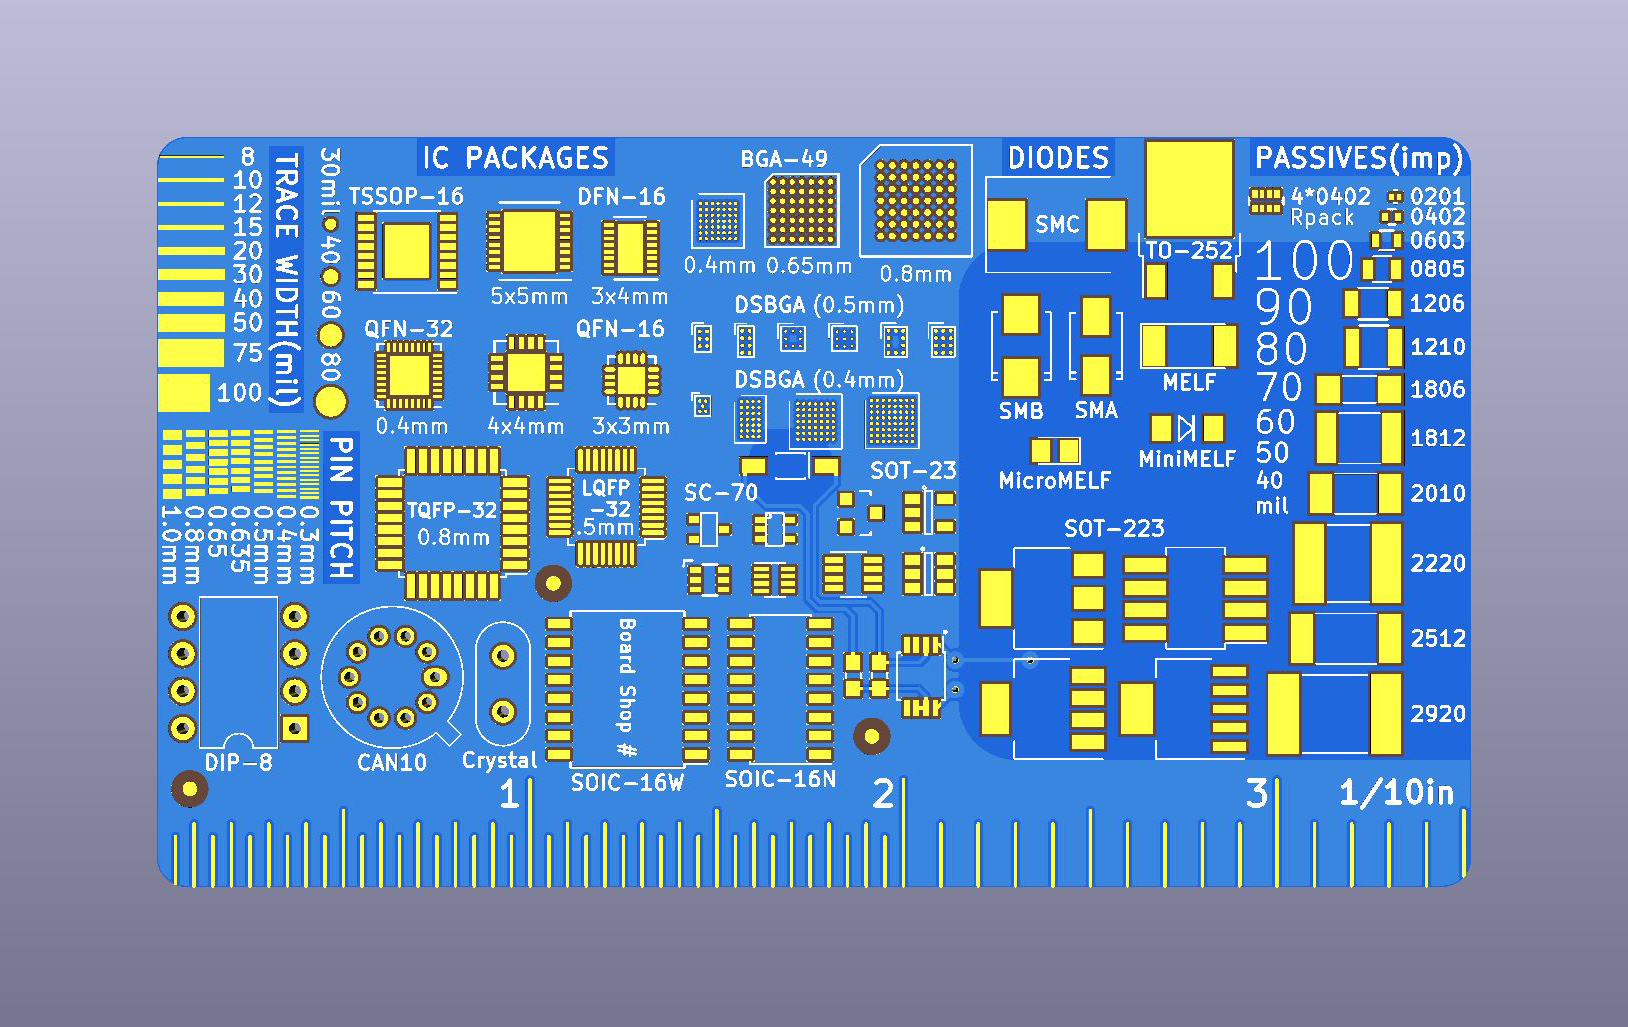 8
10
12
15
20
30
40
50
75
100
TRACE WIDTH(mil)
30mil
40
60
80
PIN PITCH
1.0mm
0.8mm
0.65
0.635
0.5mm
0.4mm
0.3mm
IC PACKAGES
TSSOP-16
DFN-16
5x5mm
3x4mm
QFN-32
QFN-16
0.4mm
4x4mm
3x3mm
TQFP-32
0.8mm
LQFP
-32
.5mm
BGA-49
0.4mm
0.65mm
0.8mm
DSBGA (0.5mm)
DSBGA (0.4mm)
SC-70
SOT-23
DIODES
SMC
TO-252
SMB
SMA
MELF
MicroMELF
MiniMELF
SOT-223
PASSIVES(imp)
4*0402
Rpack
0201
0402
0603
0805
1206
1210
1806
1812
2010
2220
2512
2920
100
90
80
70
60
50
40
mil
DIP-8
CAN10
Crystal
Board Shop #
SOIC-16W
SOIC-16N
1
2
3
1/10in